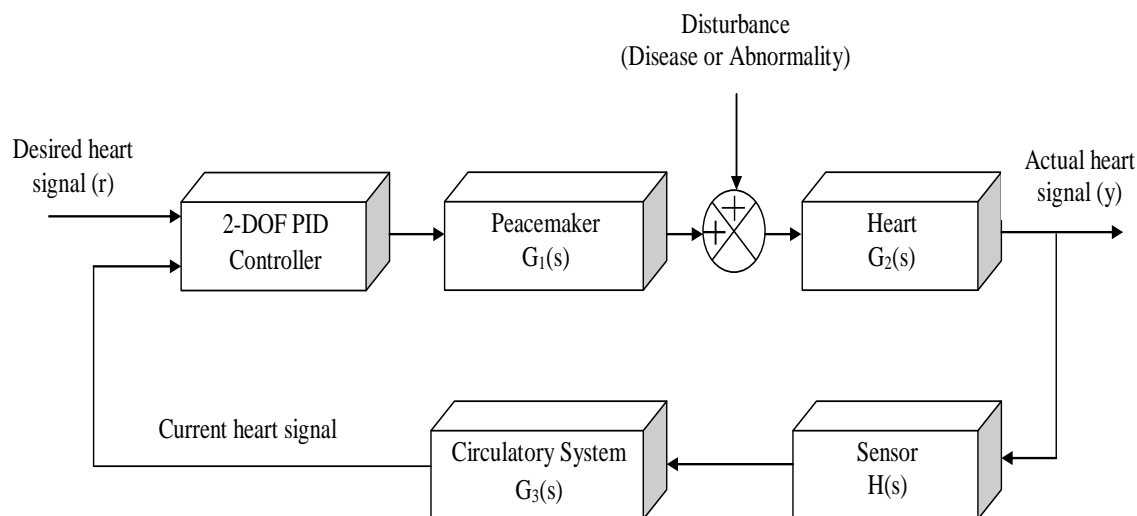 Disturbance
(Disease or Abnormality)
Desired heart
signal (r)
2-DOF PID
Controller
Peacemaker
G₁(s)
+
+
Heart
G₂(s)
Actual heart
signal (y)
Current heart signal
Circulatory System
G₃(s)
Sensor
H(s)